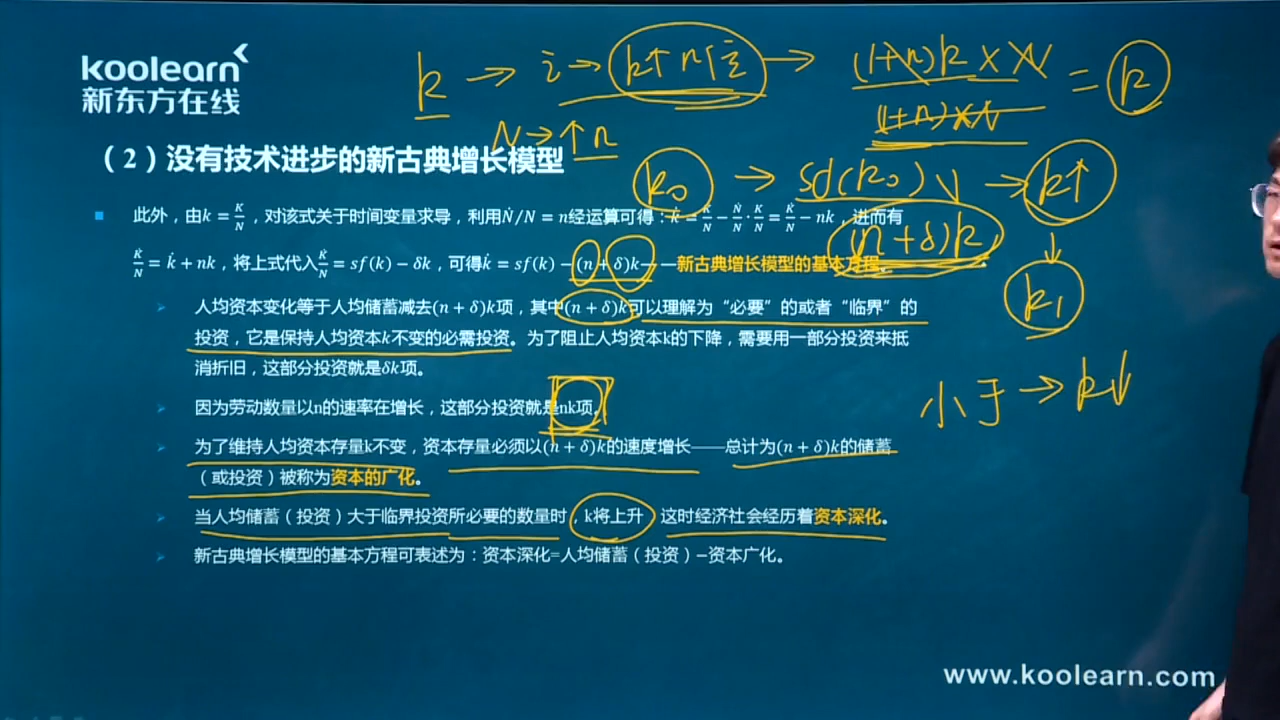 koolearn
新东方在线
k → i → k↑ n↑ → (1+n)k × N = k
(1+n)×N
N → ↑ n
（2）没有技术进步的新古典增长模型
k₀ → sf(k₀) → k↑
此外，由k = K/N，对该式关于时间变量求导，利用Ṅ/N = n经运算可得：k̇ = K̇/N − Ṅ/N · K/N = K̇/N − nk，进而有
(n+δ)k
K̇/N = k̇ + nk，将上式代入K̇/N = sf(k) − δk，可得k̇ = sf(k) − (n + δ)k——新古典增长模型的基本方程。
k₁
人均资本变化等于人均储蓄减去(n + δ)k项，其中(n + δ)k可以理解为“必要”的或者“临界”的
投资，它是保持人均资本k不变的必需投资。为了阻止人均资本k的下降，需要用一部分投资来抵
消折旧，这部分投资就是δk项。
小于 → k↓
因为劳动数量以n的速率在增长，这部分投资就是nk项。
为了维持人均资本存量k不变，资本存量必须以(n + δ)k的速度增长——总计为(n + δ)k的储蓄
（或投资）被称为资本的广化。
当人均储蓄（投资）大于临界投资所必要的数量时，k将上升，这时经济社会经历着资本深化。
新古典增长模型的基本方程可表述为：资本深化=人均储蓄（投资）−资本广化。
www.koolearn.com